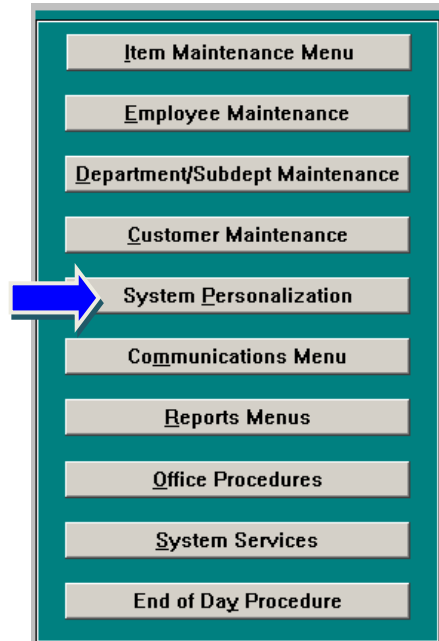 Item Maintenance Menu
Employee Maintenance
Department/Subdept Maintenance
Customer Maintenance
System Personalization
Communications Menu
Reports Menus
Office Procedures
System Services
End of Day Procedure